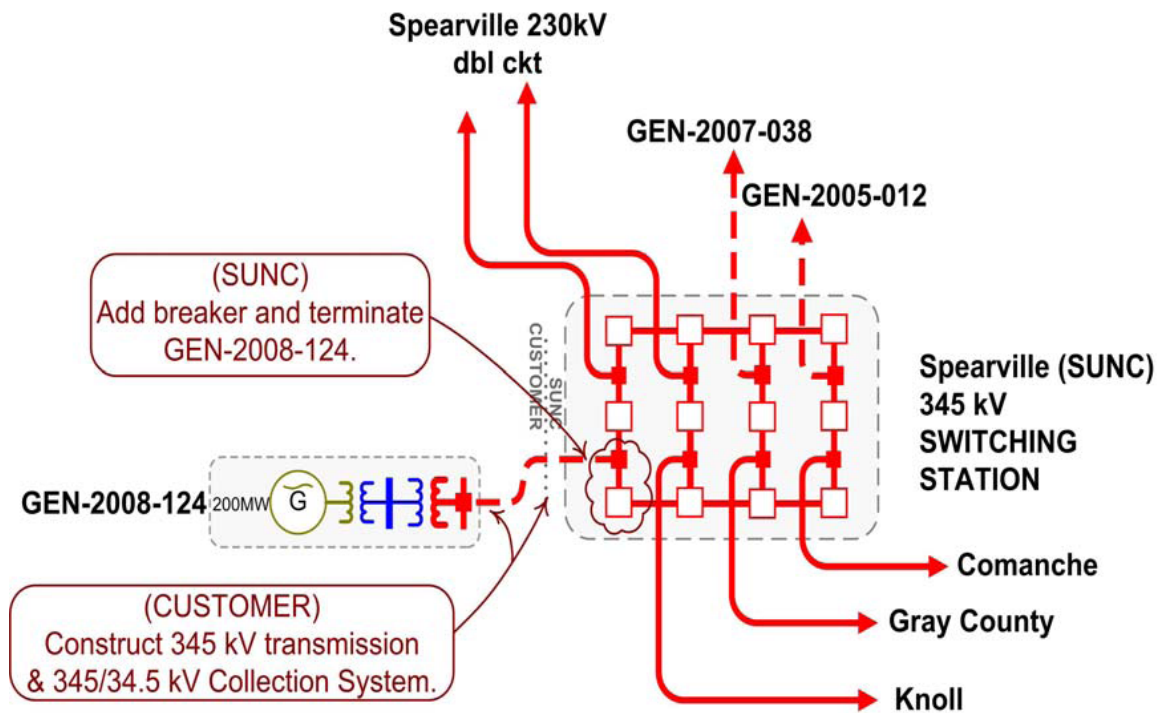 Spearville 230kV
dbl ckt
GEN-2007-038
GEN-2005-012
(SUNC)
Add breaker and terminate
GEN-2008-124.
SUNC
CUSTOMER
Spearville (SUNC)
345 kV
SWITCHING
STATION
GEN-2008-124
200MW
G
Comanche
(CUSTOMER)
Construct 345 kV transmission
& 345/34.5 kV Collection System.
Gray County
Knoll